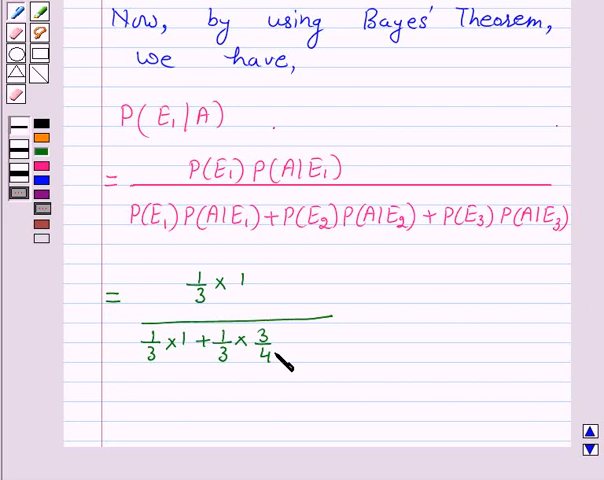 Now, by using Bayes' Theorem,
we have,
P(E₁|A)
= P(E₁) P(A|E₁)
P(E₁) P(A|E₁) + P(E₂) P(A|E₂) + P(E₃) P(A|E₃)
= 1/3 × 1
1/3 × 1 + 1/3 × 3/4